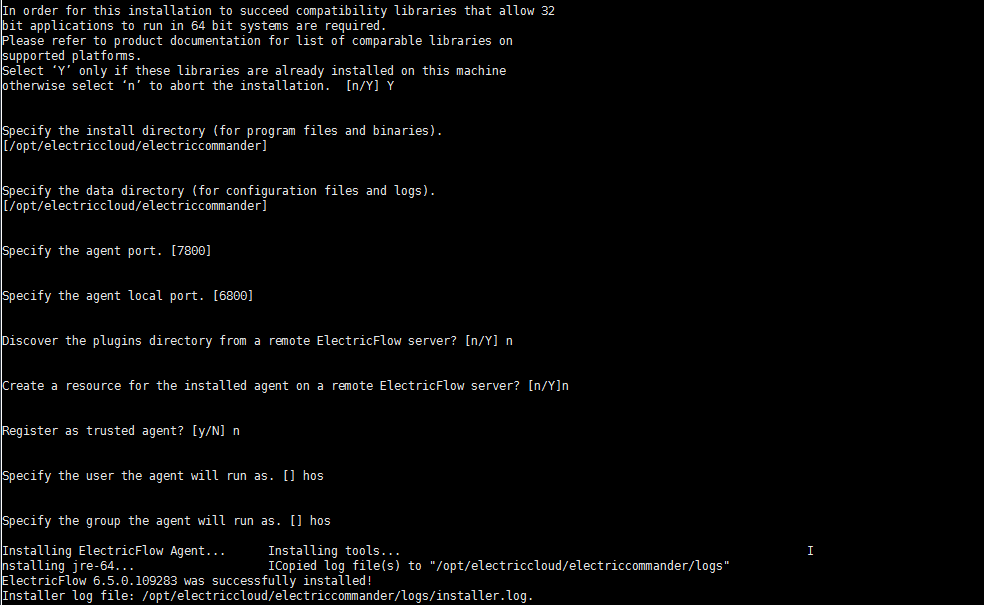 In order for this installation to succeed compatibility libraries that allow 32
bit applications to run in 64 bit systems are required.
Please refer to product documentation for list of comparable libraries on
supported platforms.
Select ‘Y’ only if these libraries are already installed on this machine
otherwise select ‘n’ to abort the installation.  [n/Y] Y
Specify the install directory (for program files and binaries).
[/opt/electriccloud/electriccommander]
Specify the data directory (for configuration files and logs).
[/opt/electriccloud/electriccommander]
Specify the agent port. [7800]
Specify the agent local port. [6800]
Discover the plugins directory from a remote ElectricFlow server? [n/Y] n
Create a resource for the installed agent on a remote ElectricFlow server? [n/Y]n
Register as trusted agent? [y/N] n
Specify the user the agent will run as. [] hos
Specify the group the agent will run as. [] hos
Installing ElectricFlow Agent...      Installing tools...
nstalling jre-64...                   ICopied log file(s) to "/opt/electriccloud/electriccommander/logs"
ElectricFlow 6.5.0.109283 was successfully installed!
Installer log file: /opt/electriccloud/electriccommander/logs/installer.log.